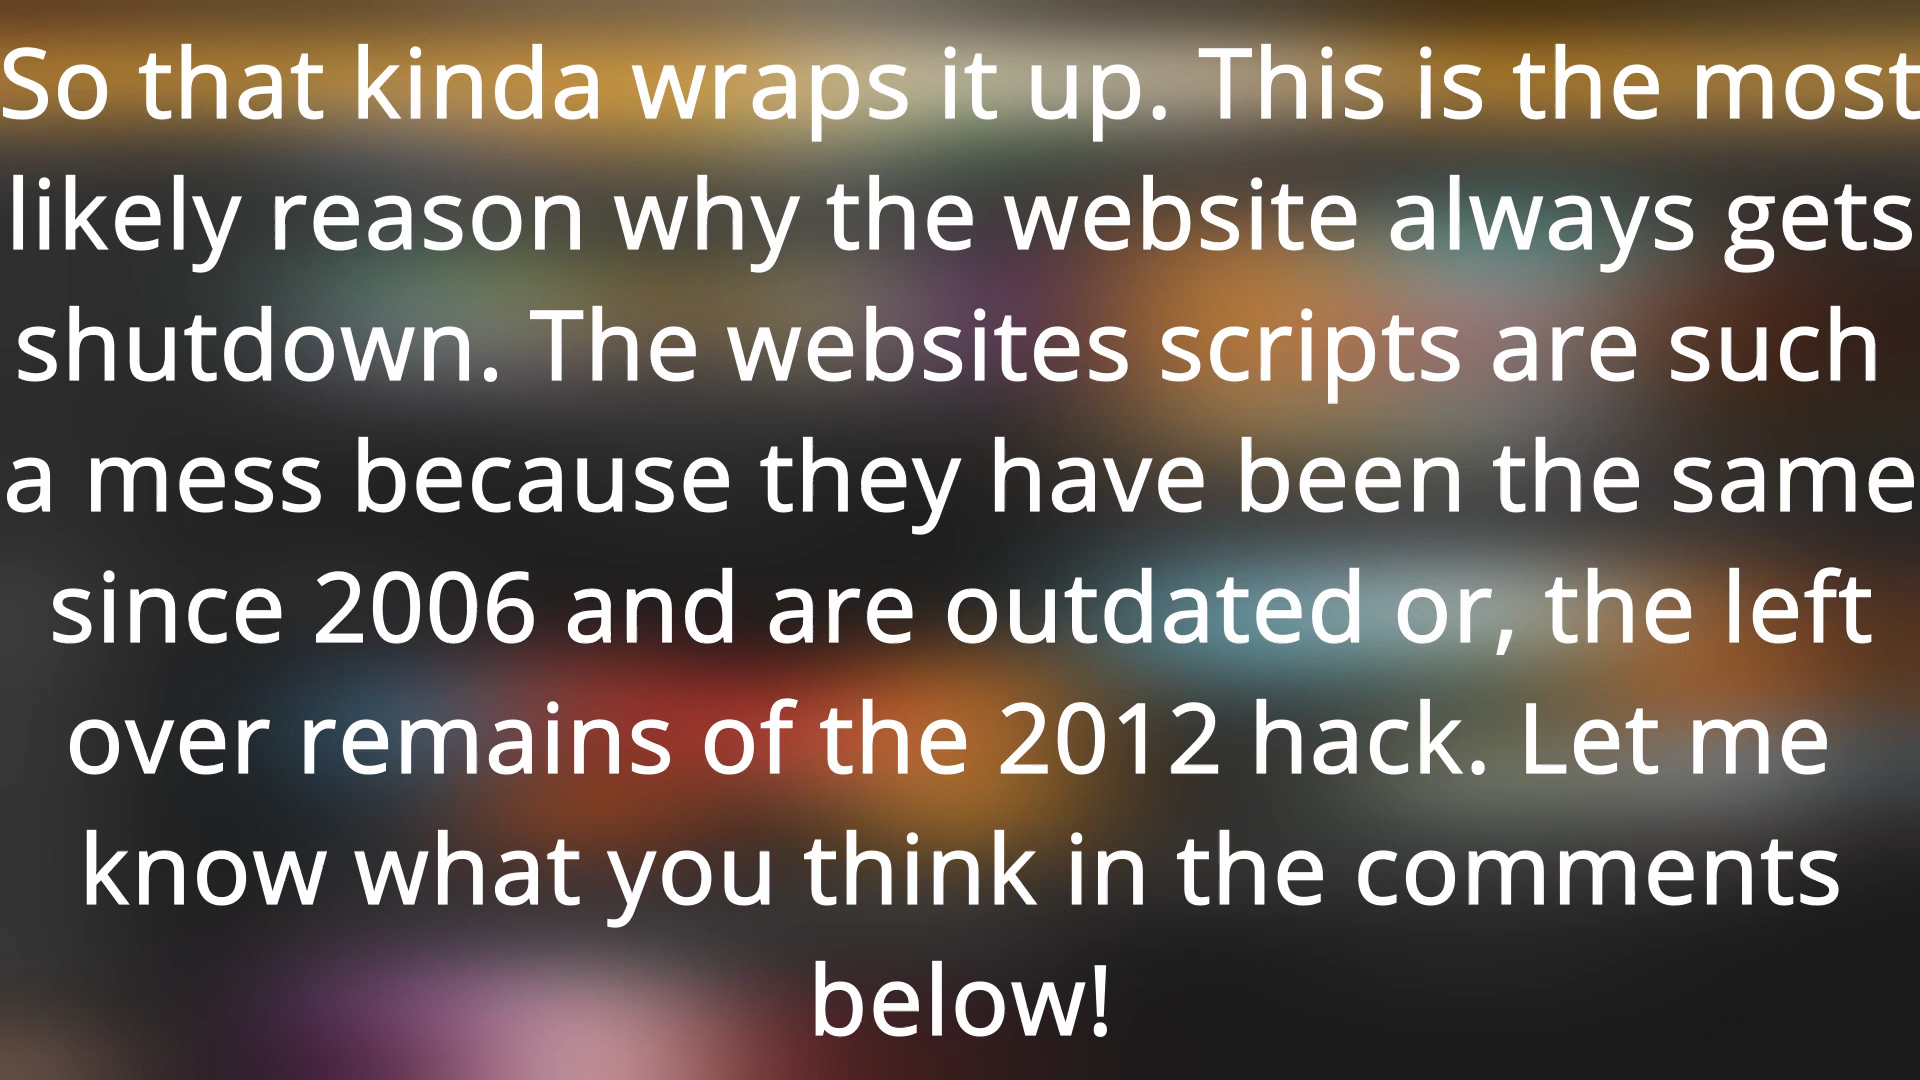 So that kinda wraps it up. This is the most
likely reason why the website always gets
shutdown. The websites scripts are such
a mess because they have been the same
since 2006 and are outdated or, the left
over remains of the 2012 hack. Let me
know what you think in the comments
below!